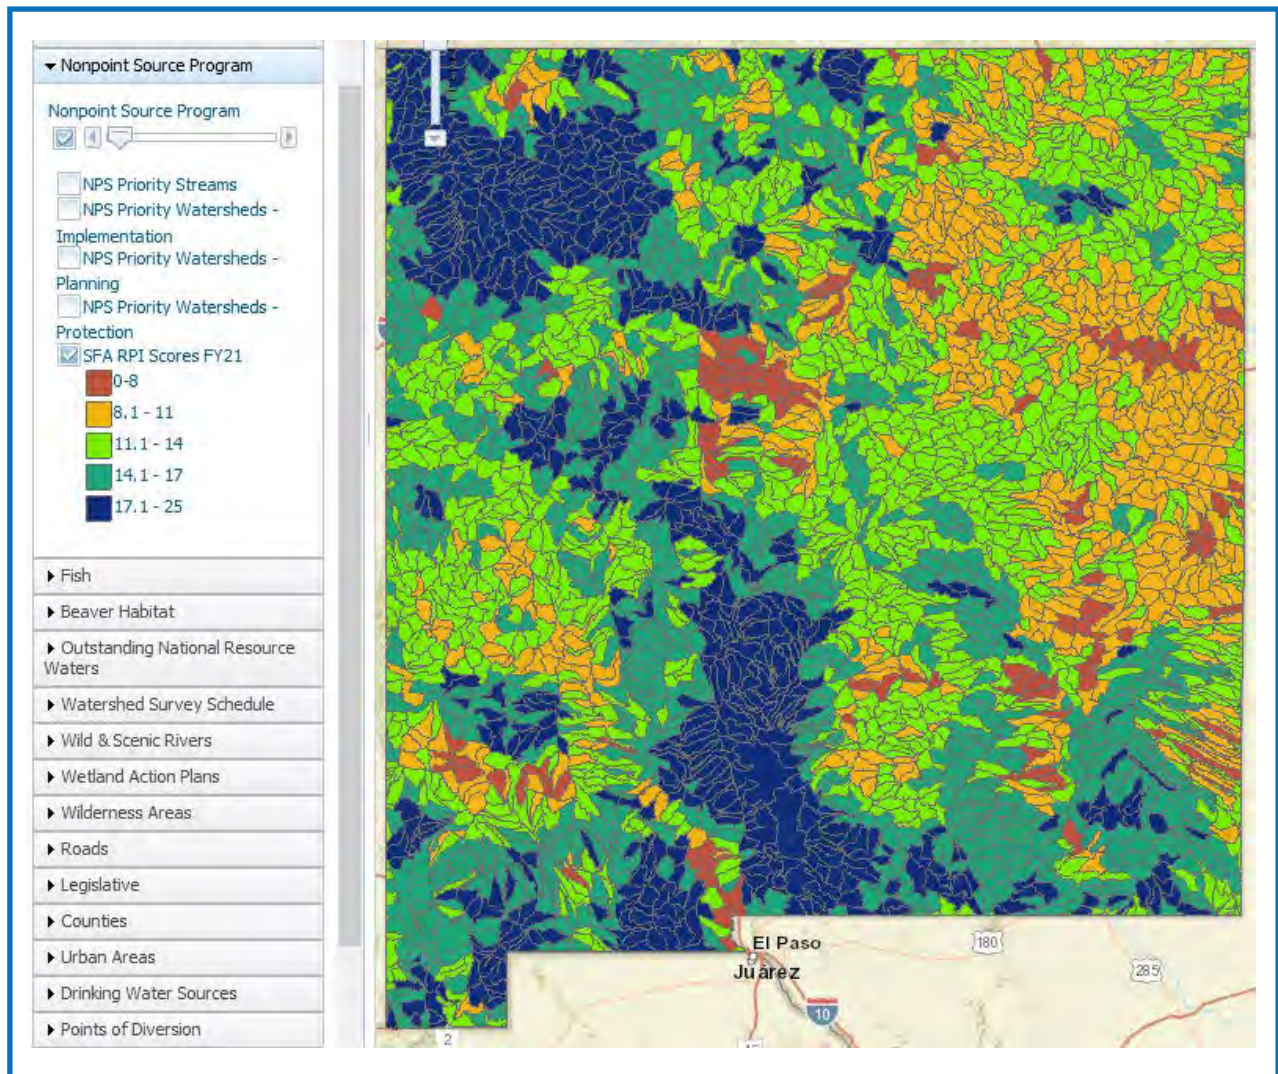 Nonpoint Source Program
Nonpoint Source Program
NPS Priority Streams
NPS Priority Watersheds -
Implementation
NPS Priority Watersheds -
Planning
NPS Priority Watersheds -
Protection
SFA RPI Scores FY21
0-8
8.1 - 11
11.1 - 14
14.1 - 17
17.1 - 25
Fish
Beaver Habitat
Outstanding National Resource
Waters
Watershed Survey Schedule
Wild & Scenic Rivers
Wetland Action Plans
Wilderness Areas
Roads
Legislative
Counties
Urban Areas
Drinking Water Sources
Points of Diversion
El Paso
Juárez
180
285
10
2